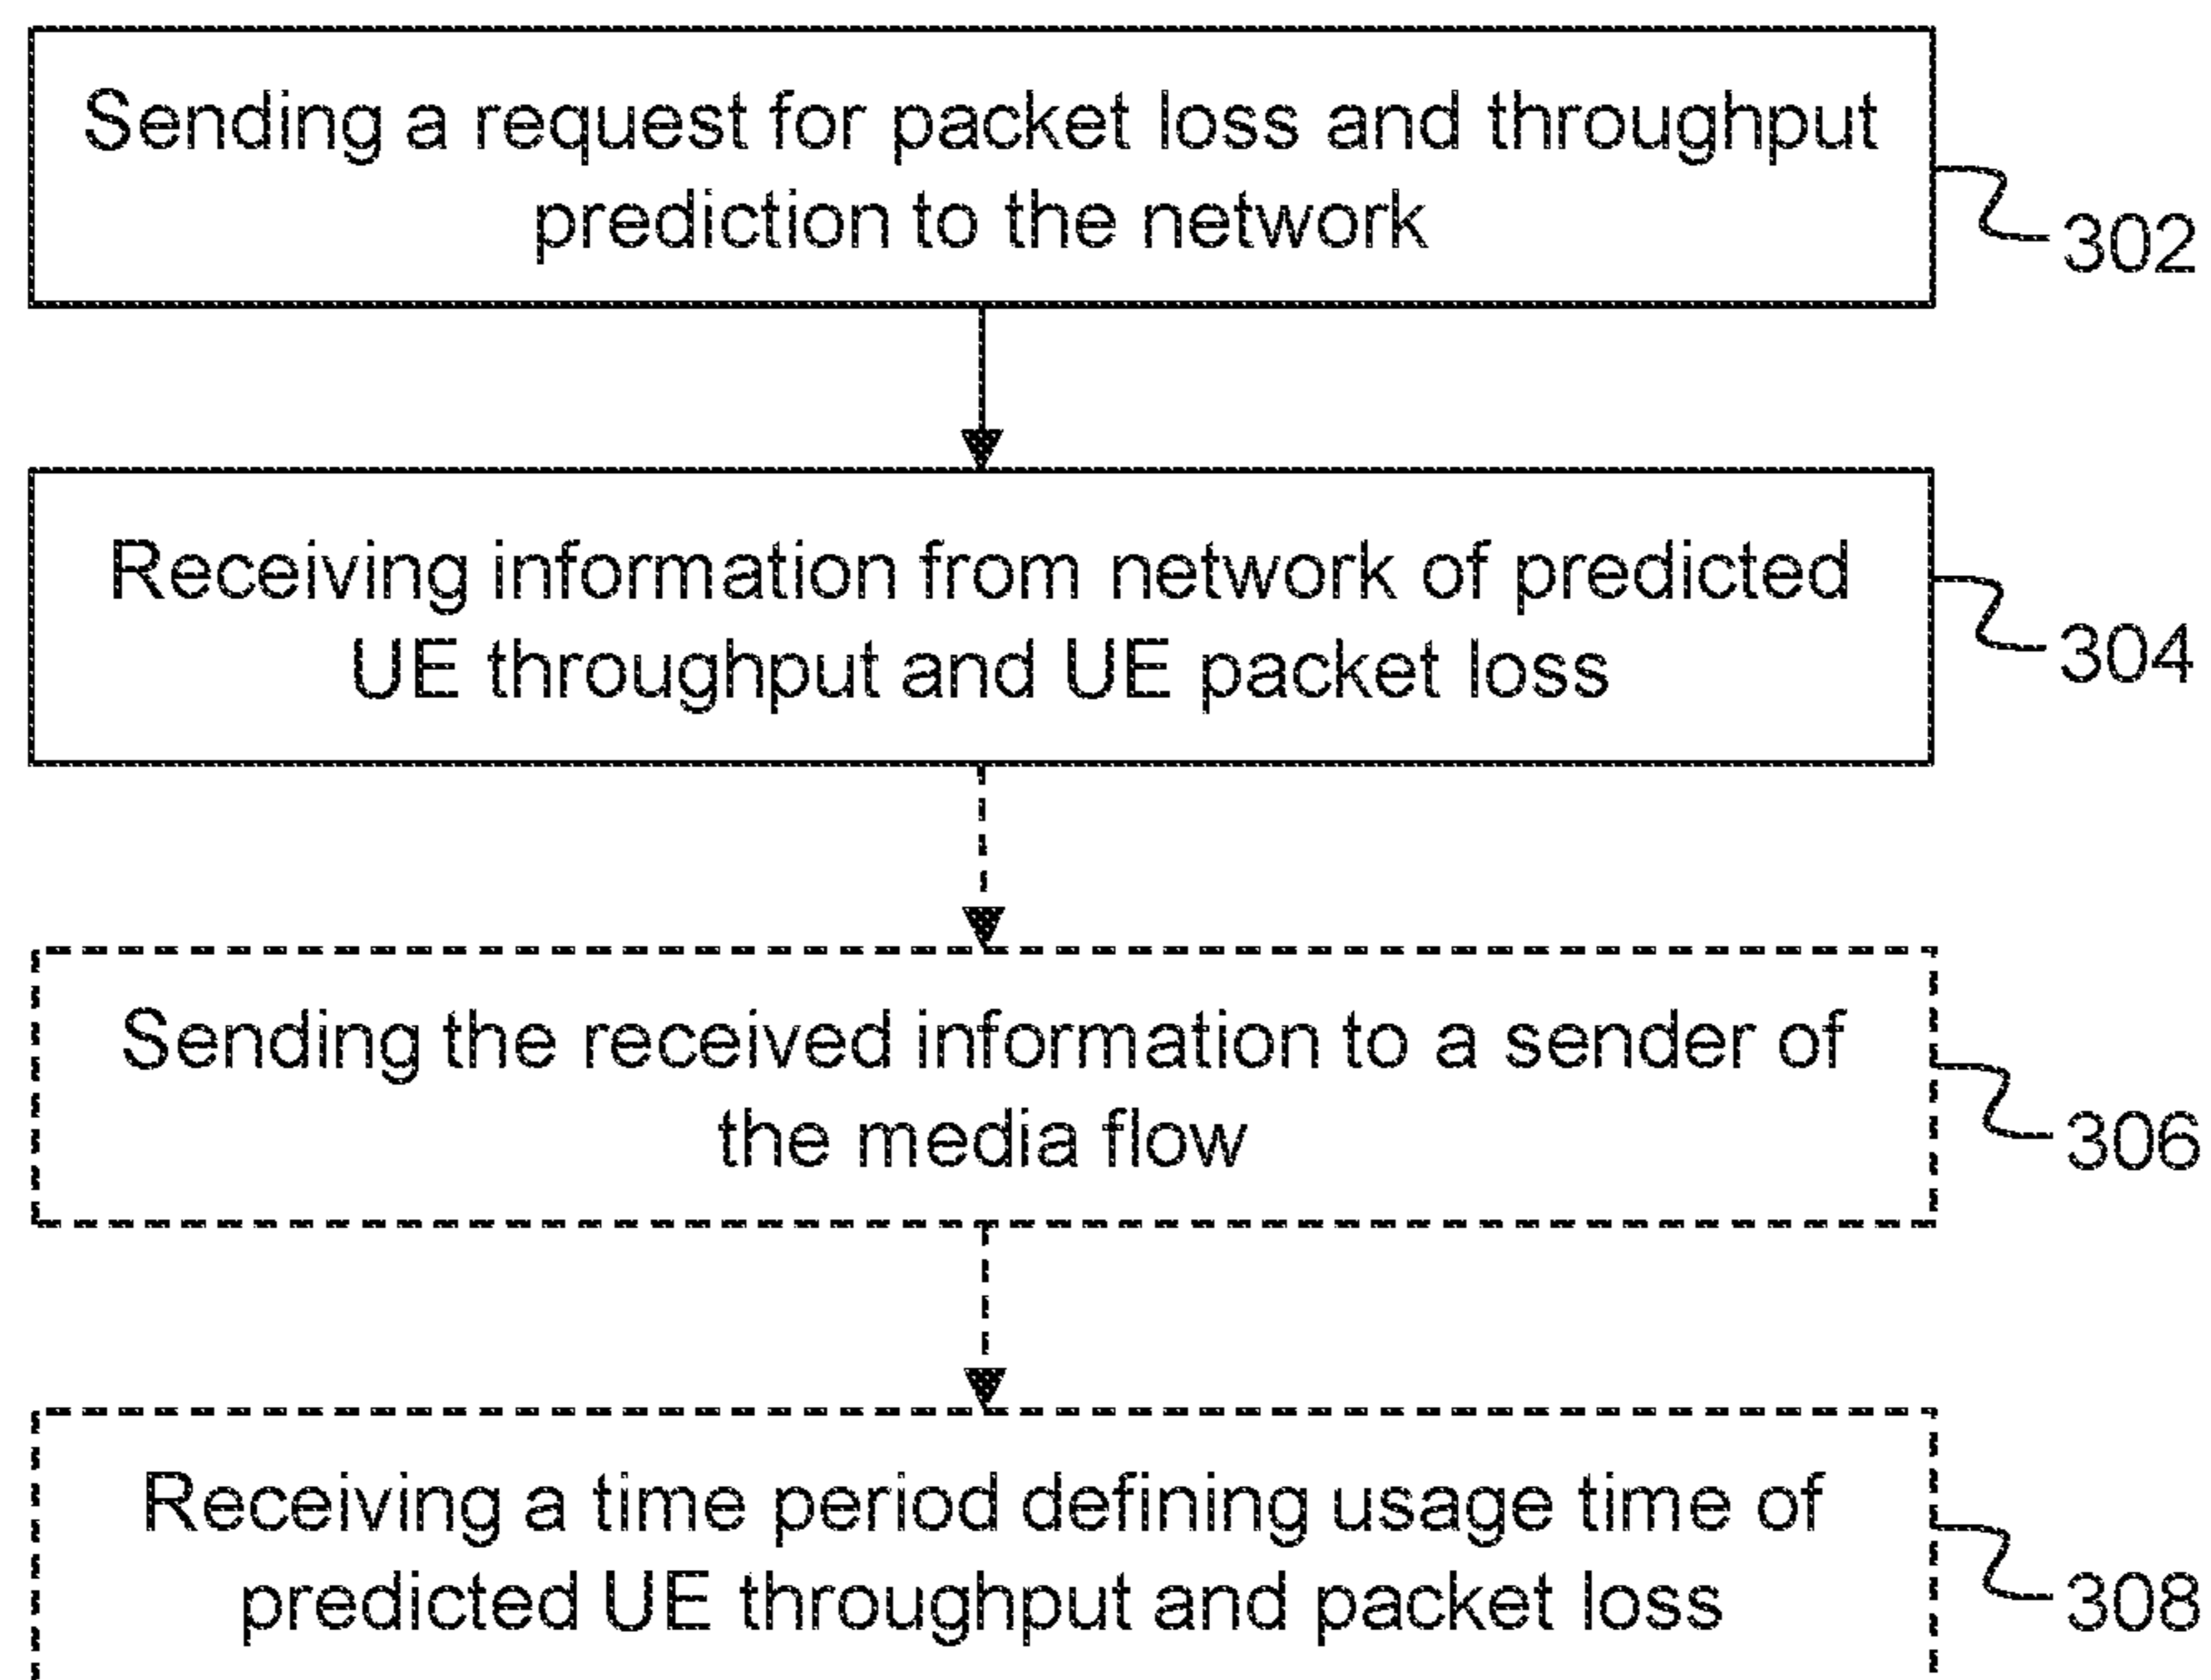 Sending a request for packet loss and throughput
prediction to the network
302
Receiving information from network of predicted
UE throughput and UE packet loss
304
Sending the received information to a sender of
the media flow
306
Receiving a time period defining usage time of
predicted UE throughput and packet loss
308